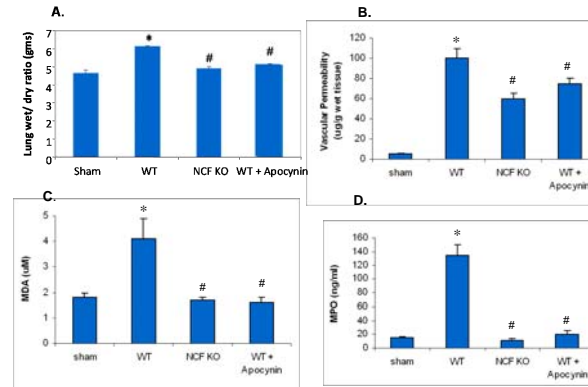 A.
Lung wet/ dry ratio (gms)
7
6
5
4
3
2
1
0
*
#
#
Sham
WT
NCF KO
WT + Apocynin
B.
Vascular Permeability
(ug/g wet tissue)
120
100
80
60
40
20
0
*
#
#
sham
WT
NCF KO
WT +
Apocynin
C.
MDA (uM)
6
4
2
0
*
#
#
sham
WT
NCF KO
WT +
Apocynin
D.
MPO (ng/ml)
160
140
120
100
80
60
40
20
0
*
#
#
sham
WT
NCF KO
WT +
Apocynin